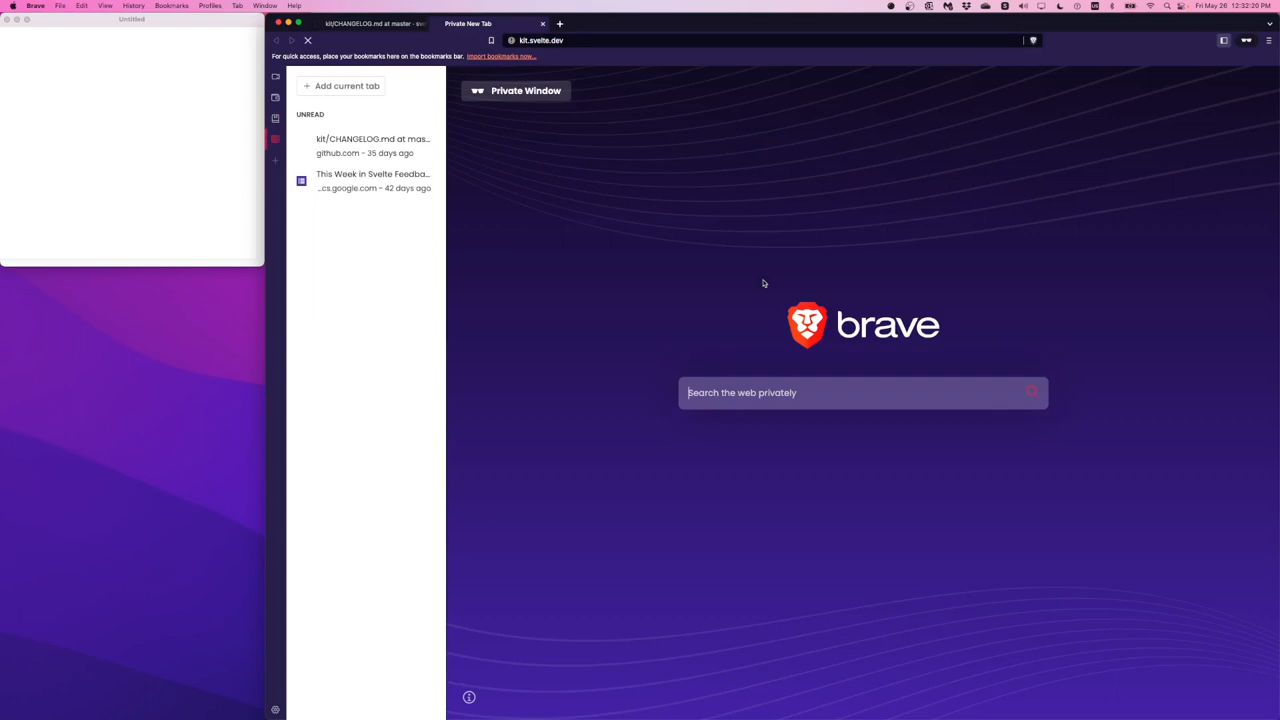 Brave File Edit View History Bookmarks Profiles Tab Window Help
Fri May 26 12:32:20 PM
Untitled
kit/CHANGELOG.md at master · sve
Private New Tab
kit.svelte.dev
For quick access, place your bookmarks here on the bookmarks bar. Import bookmarks now...
Add current tab
UNREAD
kit/CHANGELOG.md at mas...
github.com - 35 days ago
This Week in Svelte Feedba...
...cs.google.com - 42 days ago
Private Window
brave
Search the web privately